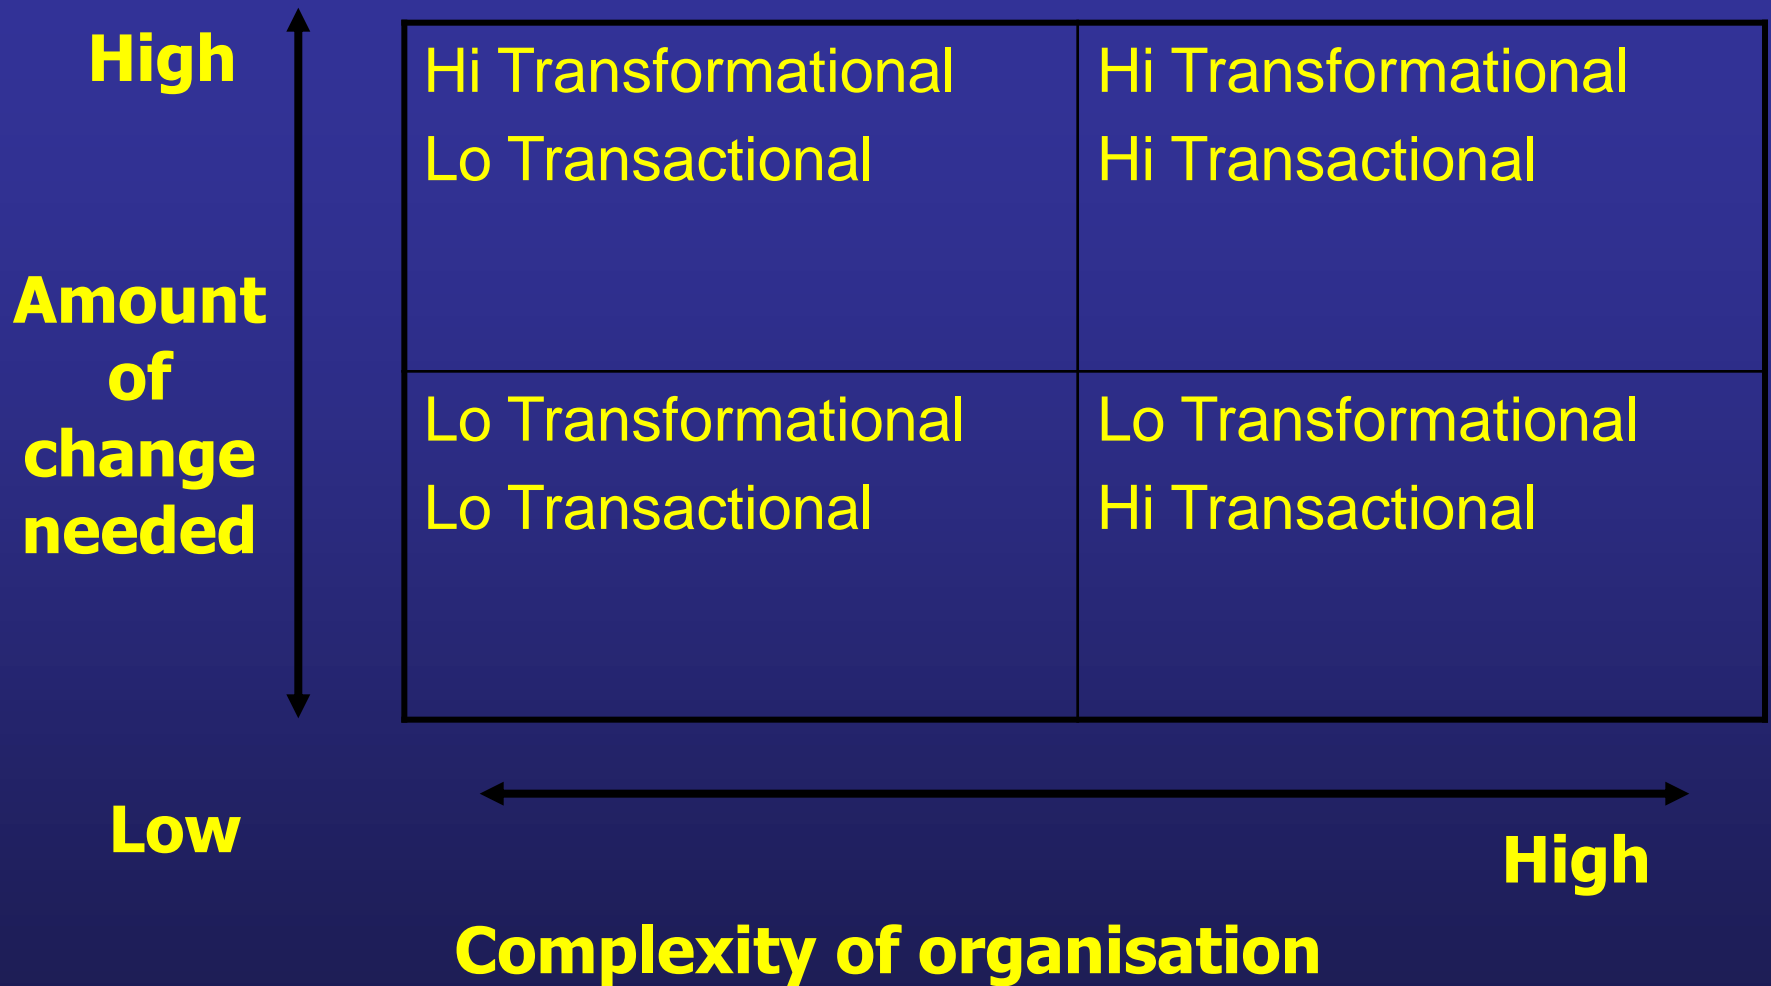 High
Hi Transformational
Lo Transactional
Hi Transformational
Hi Transactional
Amount
of
change
needed
Lo Transformational
Lo Transactional
Lo Transformational
Hi Transactional
Low
High
Complexity of organisation